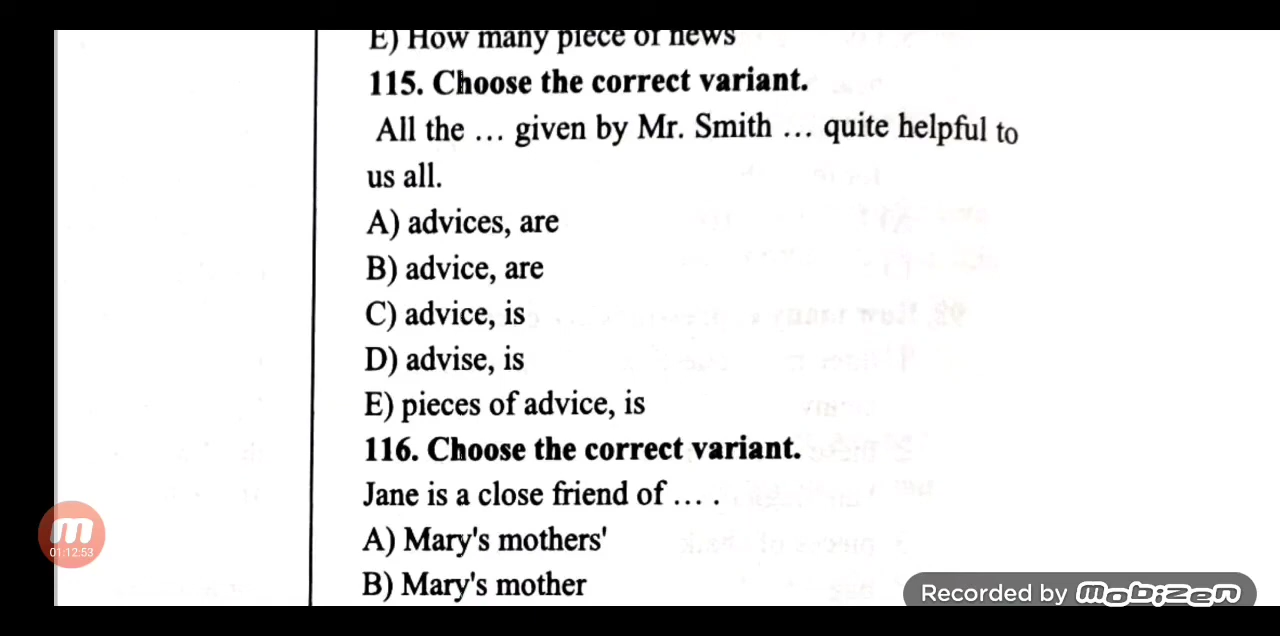 E) How many piece of news
115. Choose the correct variant.
All the ... given by Mr. Smith ... quite helpful to
us all.
A) advices, are
B) advice, are
C) advice, is
D) advise, is
E) pieces of advice, is
116. Choose the correct variant.
Jane is a close friend of ... .
A) Mary's mothers'
B) Mary's mother
01:12:53
Recorded by Mobizen